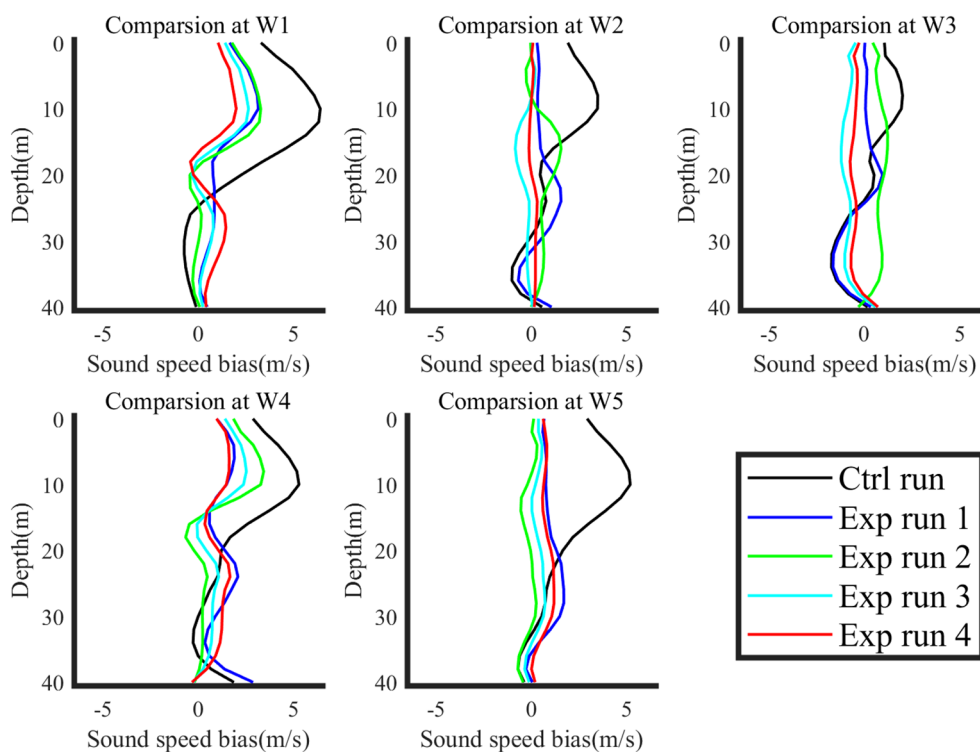 Comparsion at W1
0
10
20
30
40
Depth(m)
-5
0
5
Sound speed bias(m/s)
Comparsion at W2
0
10
20
30
40
Depth(m)
-5
0
5
Sound speed bias(m/s)
Comparsion at W3
0
10
20
30
40
Depth(m)
-5
0
5
Sound speed bias(m/s)
Comparsion at W4
0
10
20
30
40
Depth(m)
-5
0
5
Sound speed bias(m/s)
Comparsion at W5
0
10
20
30
40
Depth(m)
-5
0
5
Sound speed bias(m/s)
Ctrl run
Exp run 1
Exp run 2
Exp run 3
Exp run 4